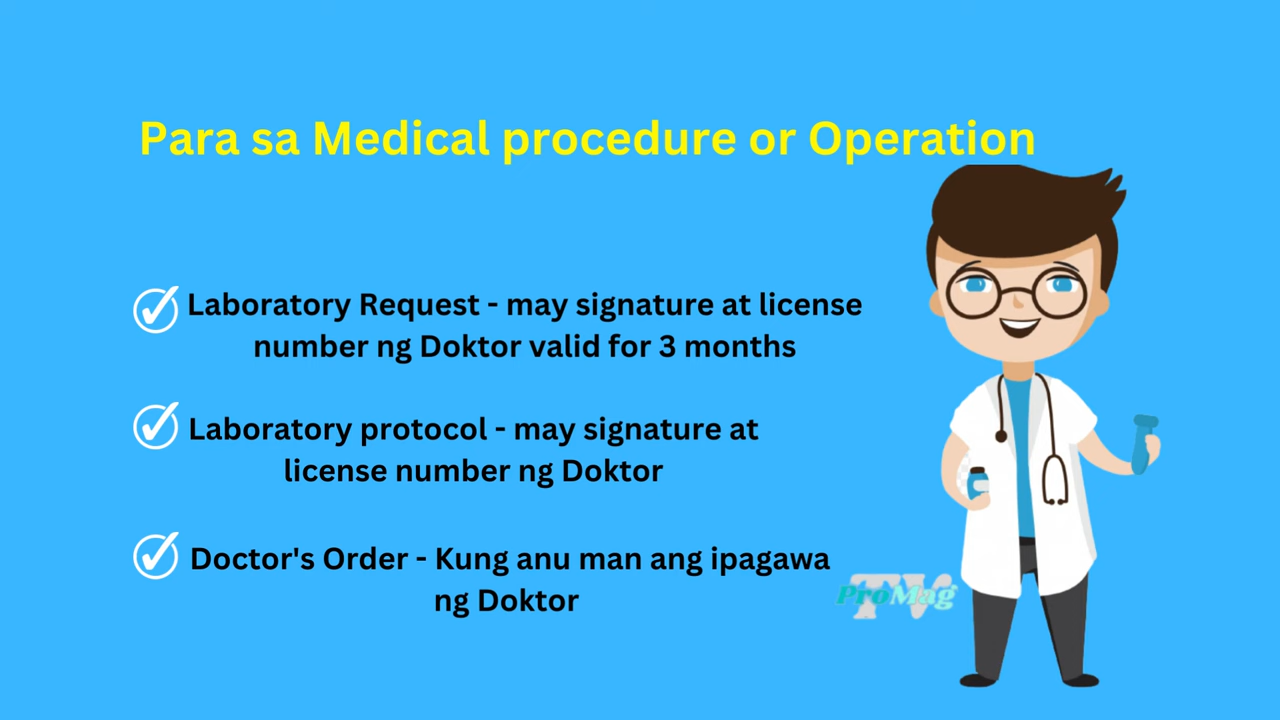 Para sa Medical procedure or Operation
Laboratory Request - may signature at license
number ng Doktor valid for 3 months
Laboratory protocol - may signature at
license number ng Doktor
Doctor's Order - Kung anu man ang ipagawa
ng Doktor
ProMag
TV